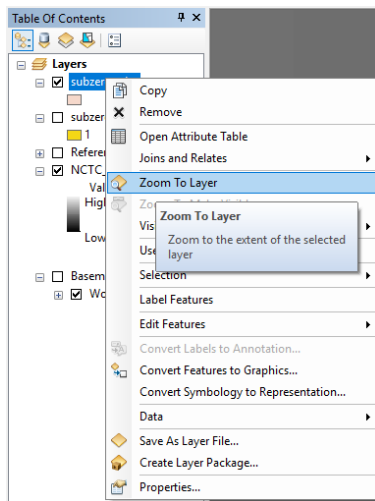 Table Of Contents
Layers
subzer
Copy
Remove
subzer
1
Open Attribute Table
Refere
Joins and Relates
NCTC_
Zoom To Layer
Val
High
Zoom To Layer
Vis
Low
Zoom to the extent of the selected
layer
Use
Selection
Basem
Wo
Label Features
Edit Features
Convert Labels to Annotation...
Convert Features to Graphics...
Convert Symbology to Representation...
Data
Save As Layer File...
Create Layer Package...
Properties...